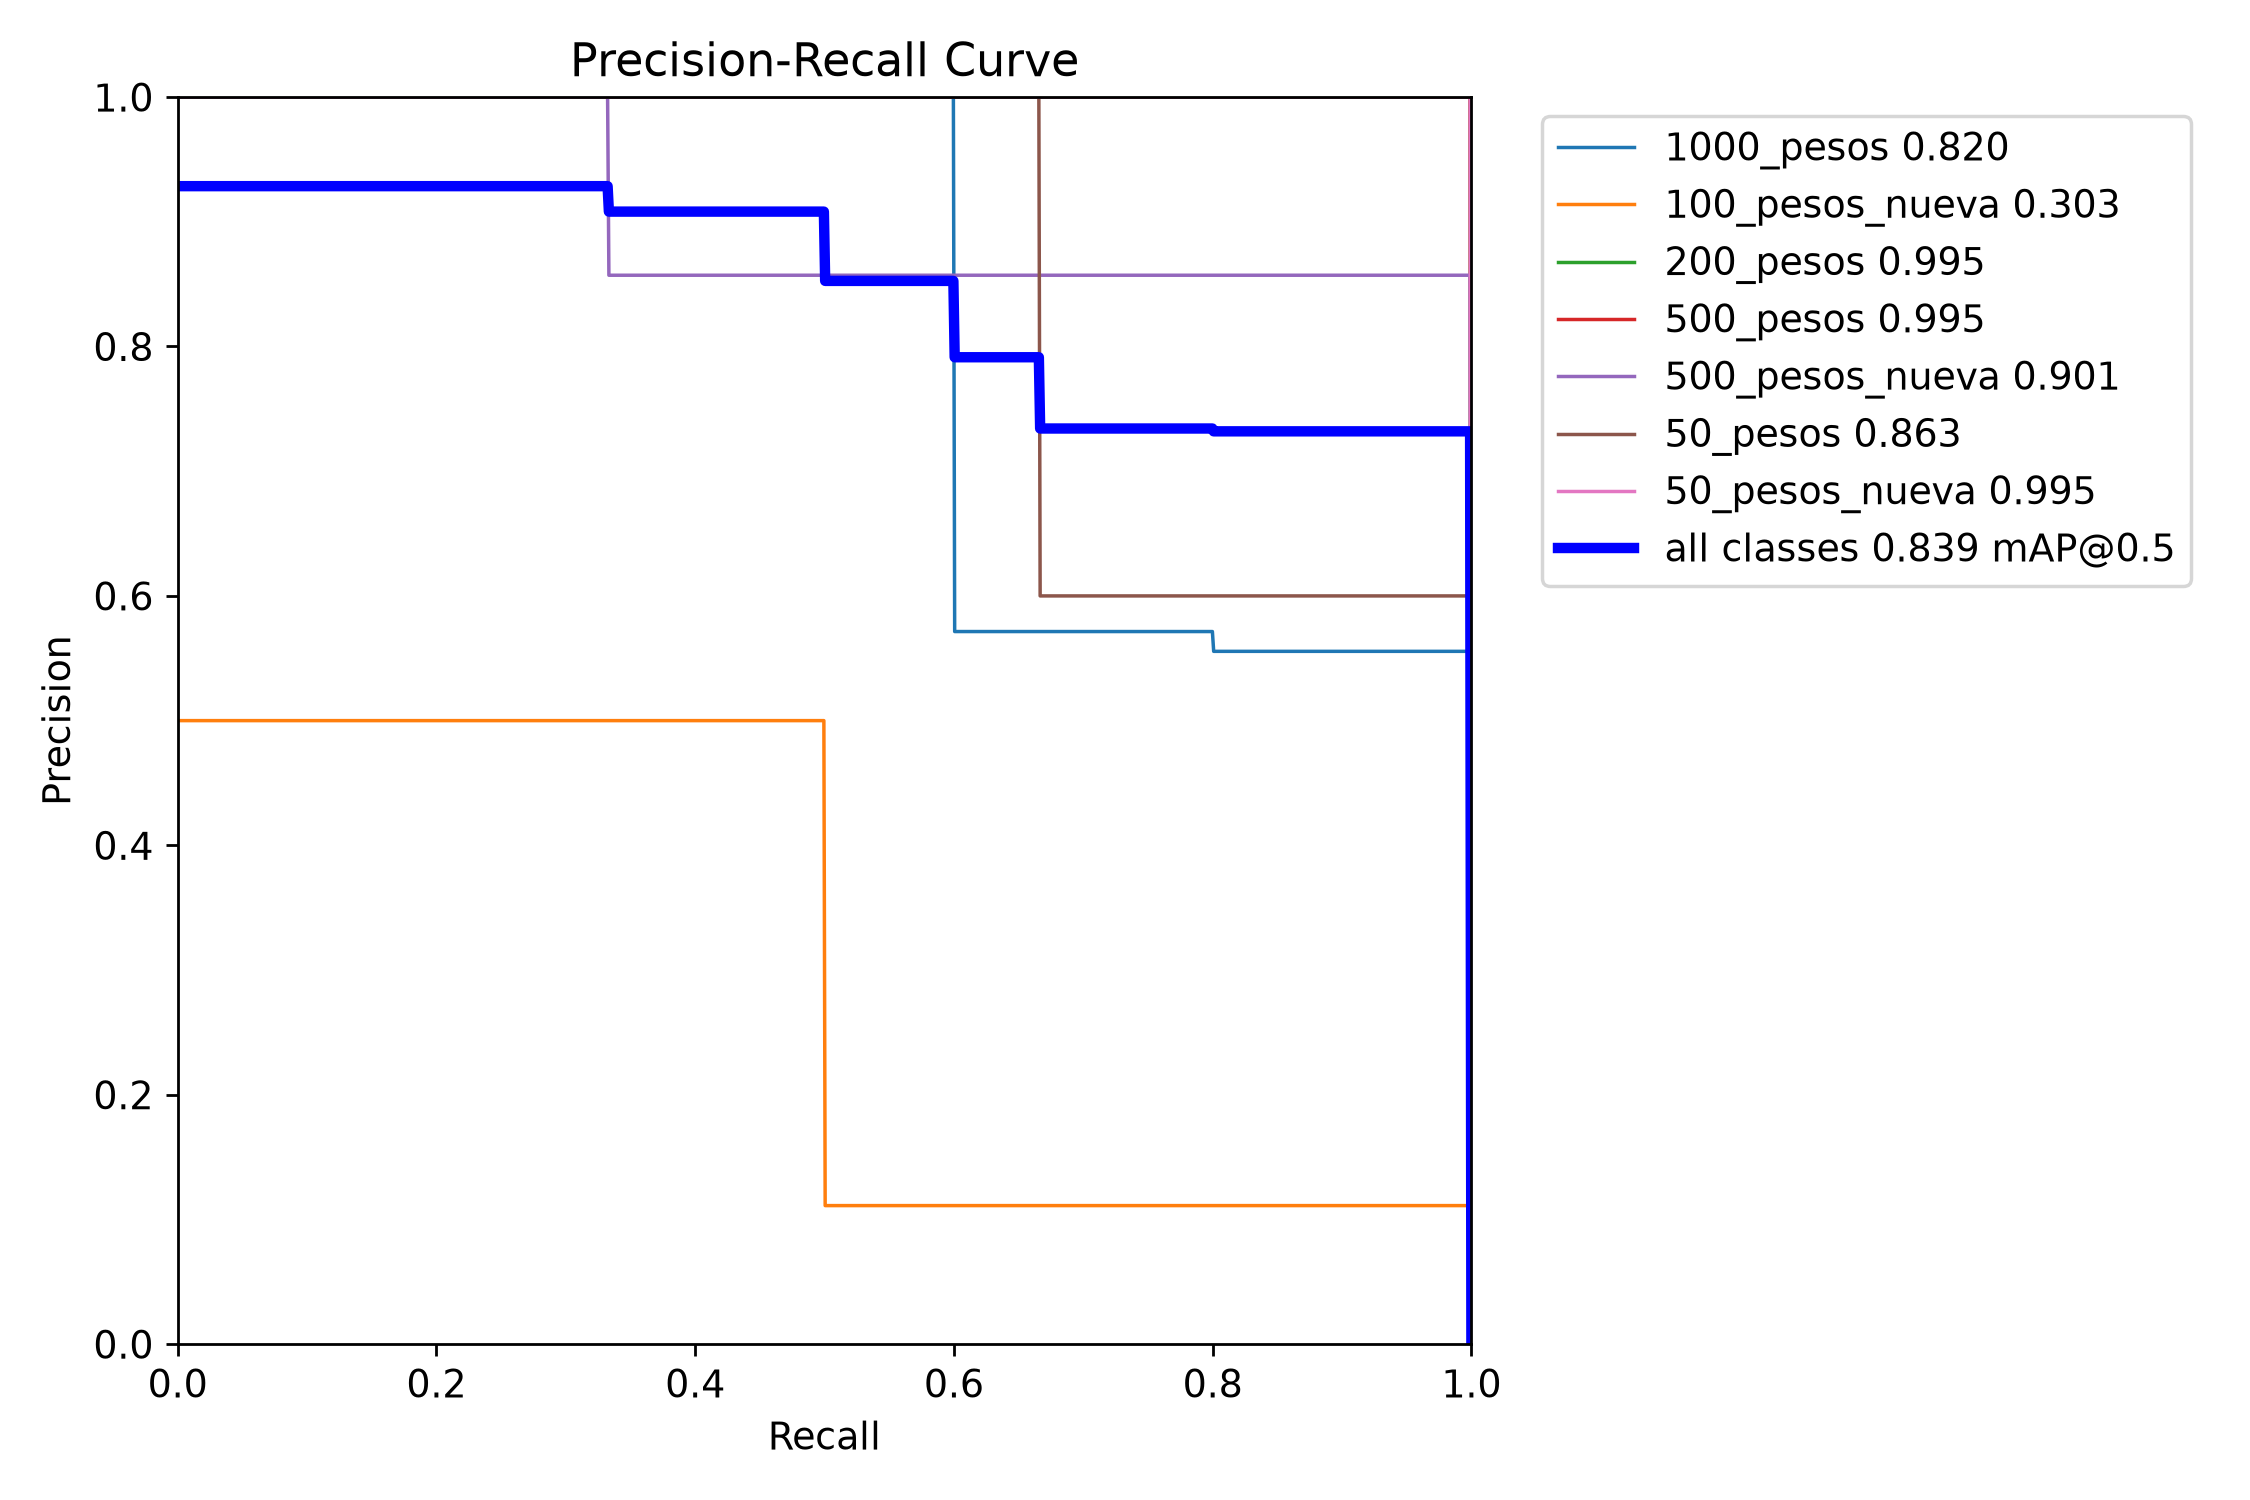 Precision-Recall Curve
1.0
0.8
0.6
0.4
0.2
0.0
Precision
0.0 0.2 0.4 0.6 0.8 1.0
Recall
1000_pesos 0.820
100_pesos_nueva 0.303
200_pesos 0.995
500_pesos 0.995
500_pesos_nueva 0.901
50_pesos 0.863
50_pesos_nueva 0.995
all classes 0.839 mAP@0.5